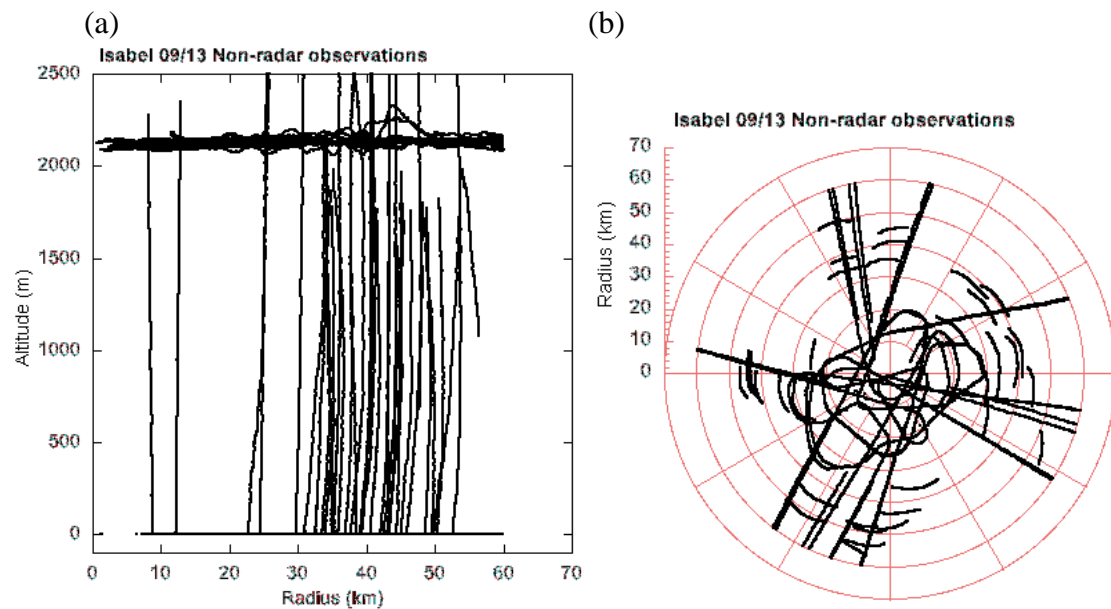 (a)
Isabel 09/13 Non-radar observations
2500
2000
1500
1000
500
0
Altitude (m)
0 10 20 30 40 50 60 70
Radius (km)
(b)
Isabel 09/13 Non-radar observations
70
60
50
40
30
20
10
0
Radius (km)